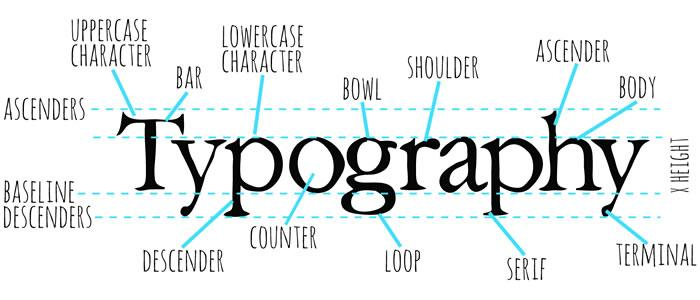 UPPERCASE
CHARACTER
BAR
LOWERCASE
CHARACTER
BOWL
SHOULDER
ASCENDER
BODY
ASCENDERS
Typography
X HEIGHT
BASELINE
DESCENDERS
DESCENDER
COUNTER
LOOP
SERIF
TERMINAL